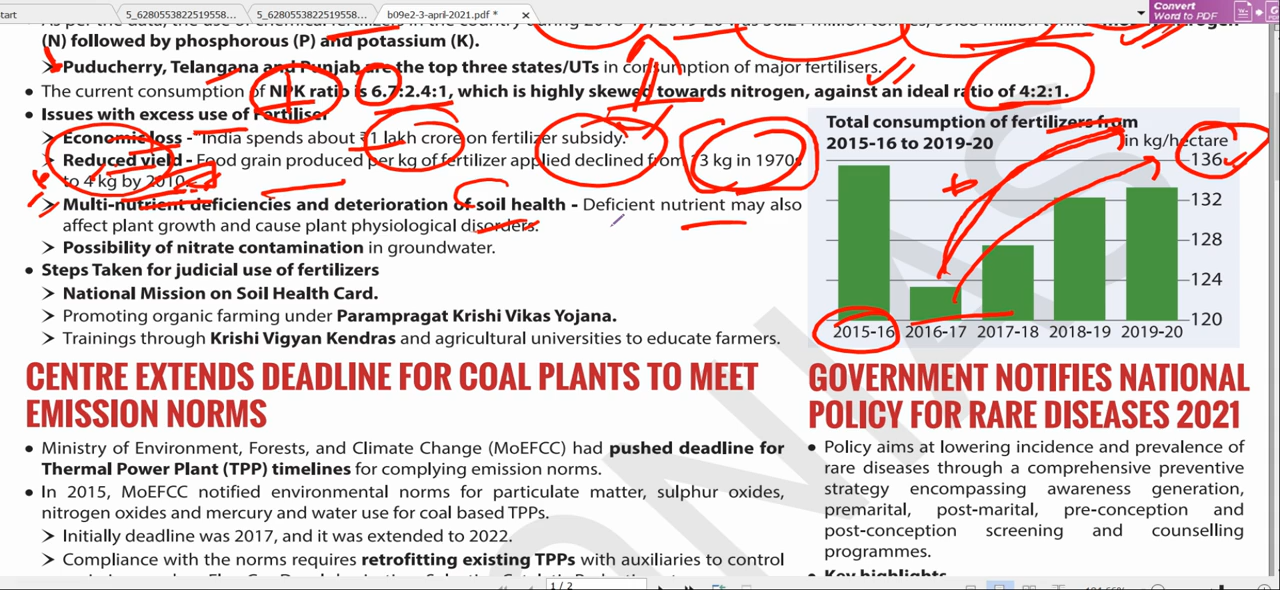 start
5_6280553822519558...
5_6280553822519558...
b09e2-3-april-2021.pdf *
Convert
Word to PDF
(N) followed by phosphorous (P) and potassium (K).
➤ Puducherry, Telangana and Punjab are the top three states/UTs in consumption of major fertilisers.
• The current consumption of NPK ratio is 6.7:2.4:1, which is highly skewed towards nitrogen, against an ideal ratio of 4:2:1.
• Issues with excess use of Fertiliser
➤ Economic loss - "India spends about ₹1 lakh crore on fertilizer subsidy.
➤ Reduced yield - Food grain produced per kg of fertilizer applied declined from 13 kg in 1970s
to 4 kg by 2010.
➤ Multi-nutrient deficiencies and deterioration of soil health - Deficient nutrient may also
affect plant growth and cause plant physiological disorders.
➤ Possibility of nitrate contamination in groundwater.
• Steps Taken for judicial use of fertilizers
➤ National Mission on Soil Health Card.
➤ Promoting organic farming under Parampragat Krishi Vikas Yojana.
➤ Trainings through Krishi Vigyan Kendras and agricultural universities to educate farmers.
Total consumption of fertilizers from
2015-16 to 2019-20
in kg/hectare
136
132
128
124
120
2015-16 2016-17 2017-18 2018-19 2019-20
CENTRE EXTENDS DEADLINE FOR COAL PLANTS TO MEET
EMISSION NORMS
• Ministry of Environment, Forests, and Climate Change (MoEFCC) had pushed deadline for
Thermal Power Plant (TPP) timelines for complying emission norms.
• In 2015, MoEFCC notified environmental norms for particulate matter, sulphur oxides,
nitrogen oxides and mercury and water use for coal based TPPs.
➤ Initially deadline was 2017, and it was extended to 2022.
➤ Compliance with the norms requires retrofitting existing TPPs with auxiliaries to control
GOVERNMENT NOTIFIES NATIONAL
POLICY FOR RARE DISEASES 2021
• Policy aims at lowering incidence and prevalence of
rare diseases through a comprehensive preventive
strategy encompassing awareness generation,
premarital, post-marital, pre-conception and
post-conception screening and counselling
programmes.
• Key highlights
1 / 2